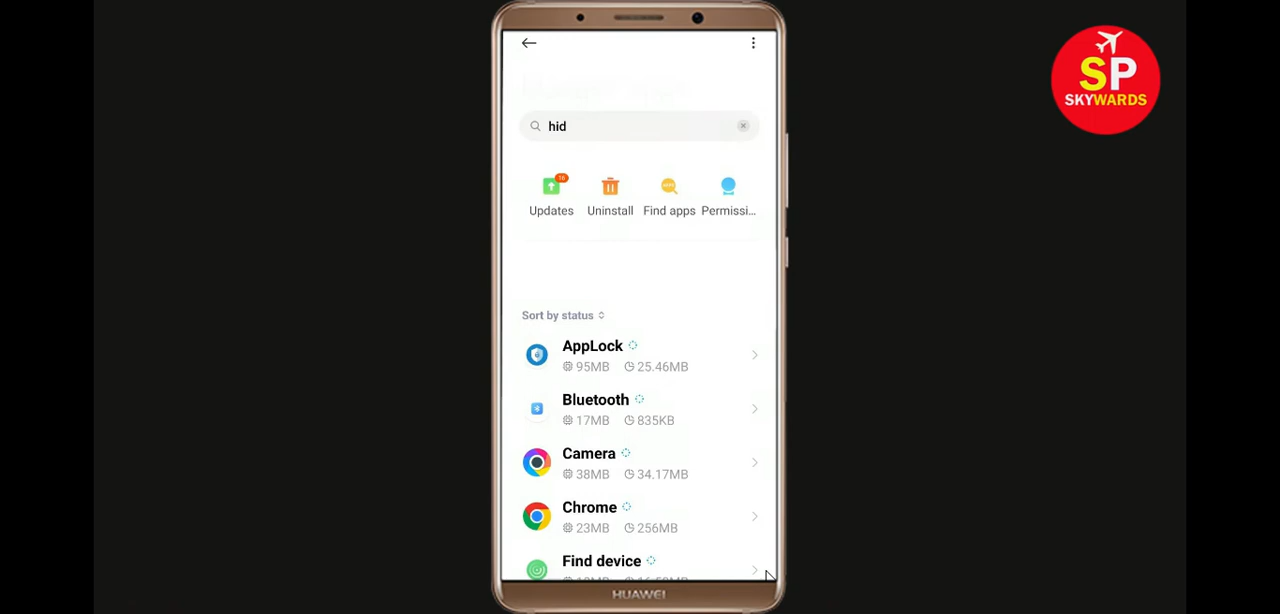 SP
SKYWARDS
hid
16
Updates
Uninstall
Find apps
Permissi...
Sort by status
AppLock
95MB 25.46MB
Bluetooth
17MB 835KB
Camera
38MB 34.17MB
Chrome
23MB 256MB
Find device
HUAWEI